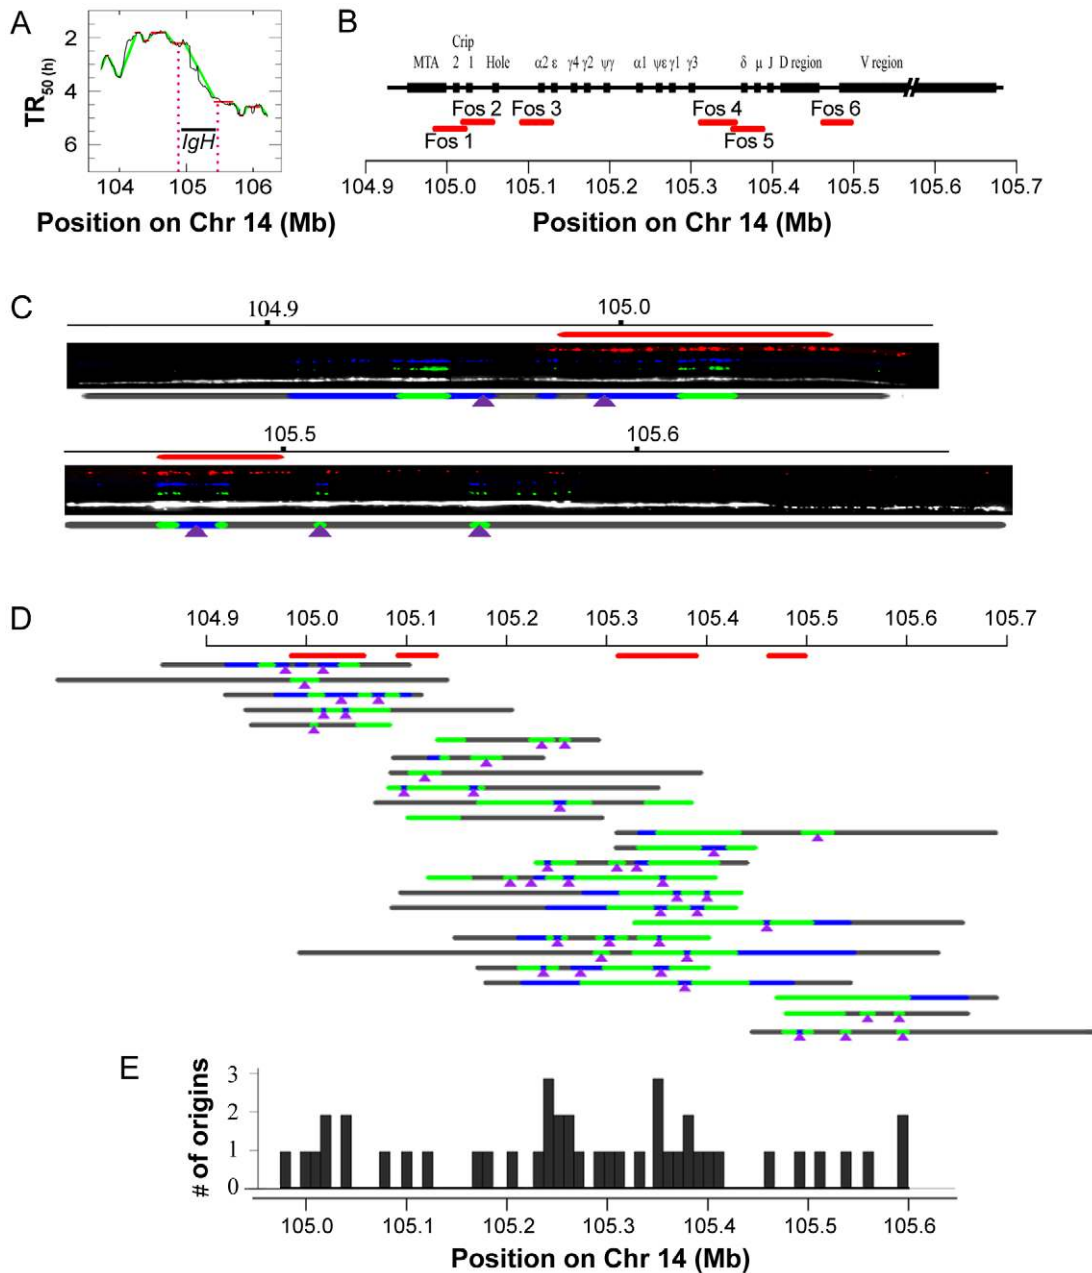 A
TR50 (h)
2
4
6
IgH
104
105
106
Position on Chr 14 (Mb)
B
MTA
Crip
2 1
Hole
α2 ε
γ4 γ2
ψγ
α1
ψε γ1
γ3
δ
μ
J
D region
V region
Fos 2
Fos 3
Fos 4
Fos 6
Fos 1
Fos 5
104.9
105.0
105.1
105.2
105.3
105.4
105.5
105.6
105.7
Position on Chr 14 (Mb)
C
104.9
105.0
105.5
105.6
D
104.9
105.0
105.1
105.2
105.3
105.4
105.5
105.6
105.7
E
# of origins
3
2
1
0
105.0
105.1
105.2
105.3
105.4
105.5
105.6
Position on Chr 14 (Mb)